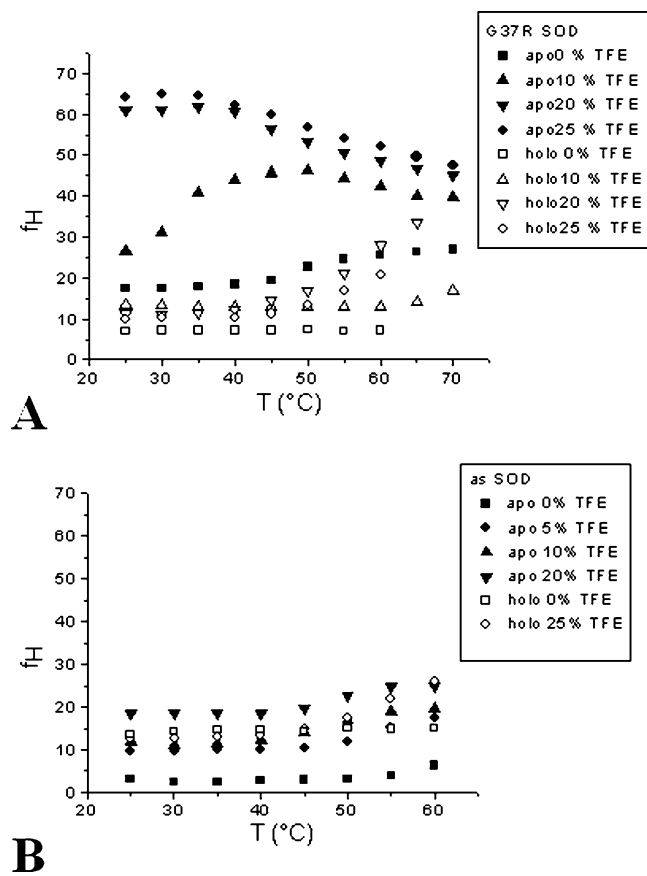 G37R SOD
apo0 % TFE
apo10 % TFE
apo20 % TFE
apo25 % TFE
holo 0% TFE
holo10 % TFE
holo20 % TFE
holo25 % TFE
70
60
50
40
30
20
10
0
fH
20 30 40 50 60 70
T (°C)
A
as SOD
apo 0% TFE
apo 5% TFE
apo 10% TFE
apo 20% TFE
holo 0% TFE
holo 25% TFE
70
60
50
40
30
20
10
0
fH
20 30 40 50 60
T (°C)
B